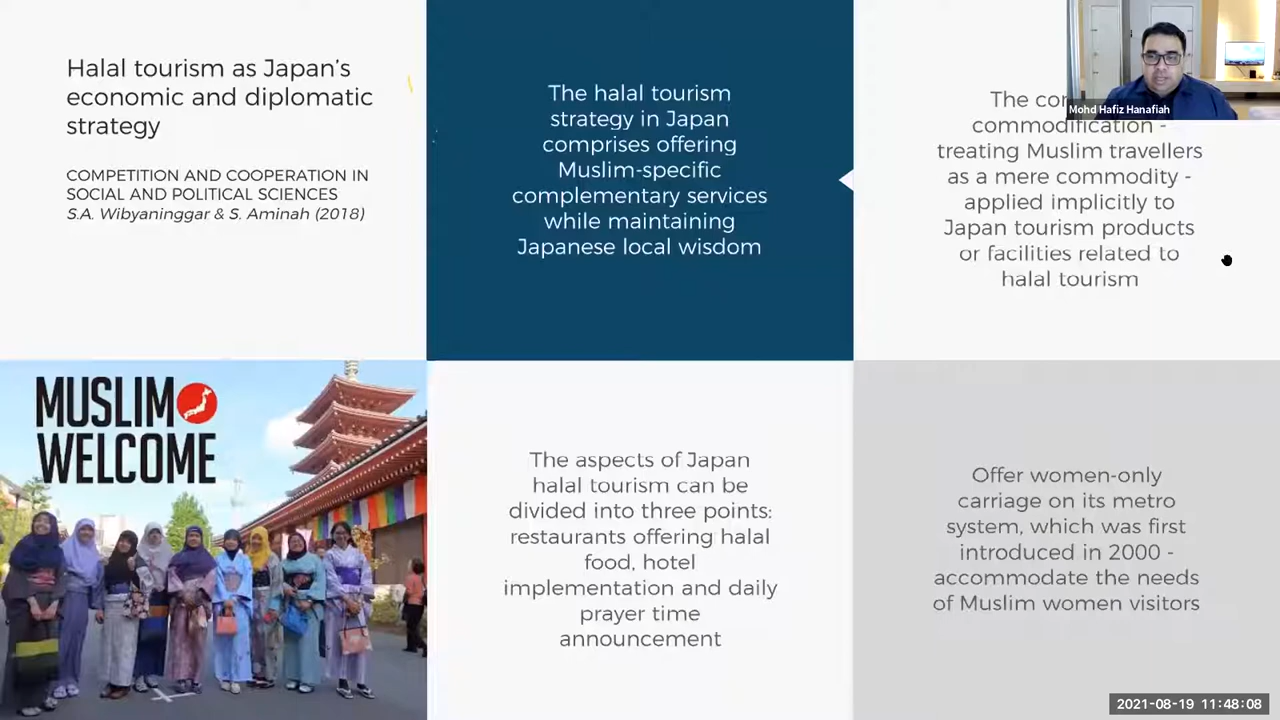 Halal tourism as Japan's
economic and diplomatic
strategy
COMPETITION AND COOPERATION IN
SOCIAL AND POLITICAL SCIENCES
S.A. Wibyaninggar & S. Aminah (2018)
The halal tourism
strategy in Japan
comprises offering
Muslim-specific
complementary services
while maintaining
Japanese local wisdom
The
commodification -
treating Muslim travellers
as a mere commodity -
applied implicitly to
Japan tourism products
or facilities related to
halal tourism
Mohd Hafiz Hanafiah
MUSLIM
WELCOME
The aspects of Japan
halal tourism can be
divided into three points:
restaurants offering halal
food, hotel
implementation and daily
prayer time
announcement
Offer women-only
carriage on its metro
system, which was first
introduced in 2000 -
accommodate the needs
of Muslim women visitors
2021-08-19 11:48:08